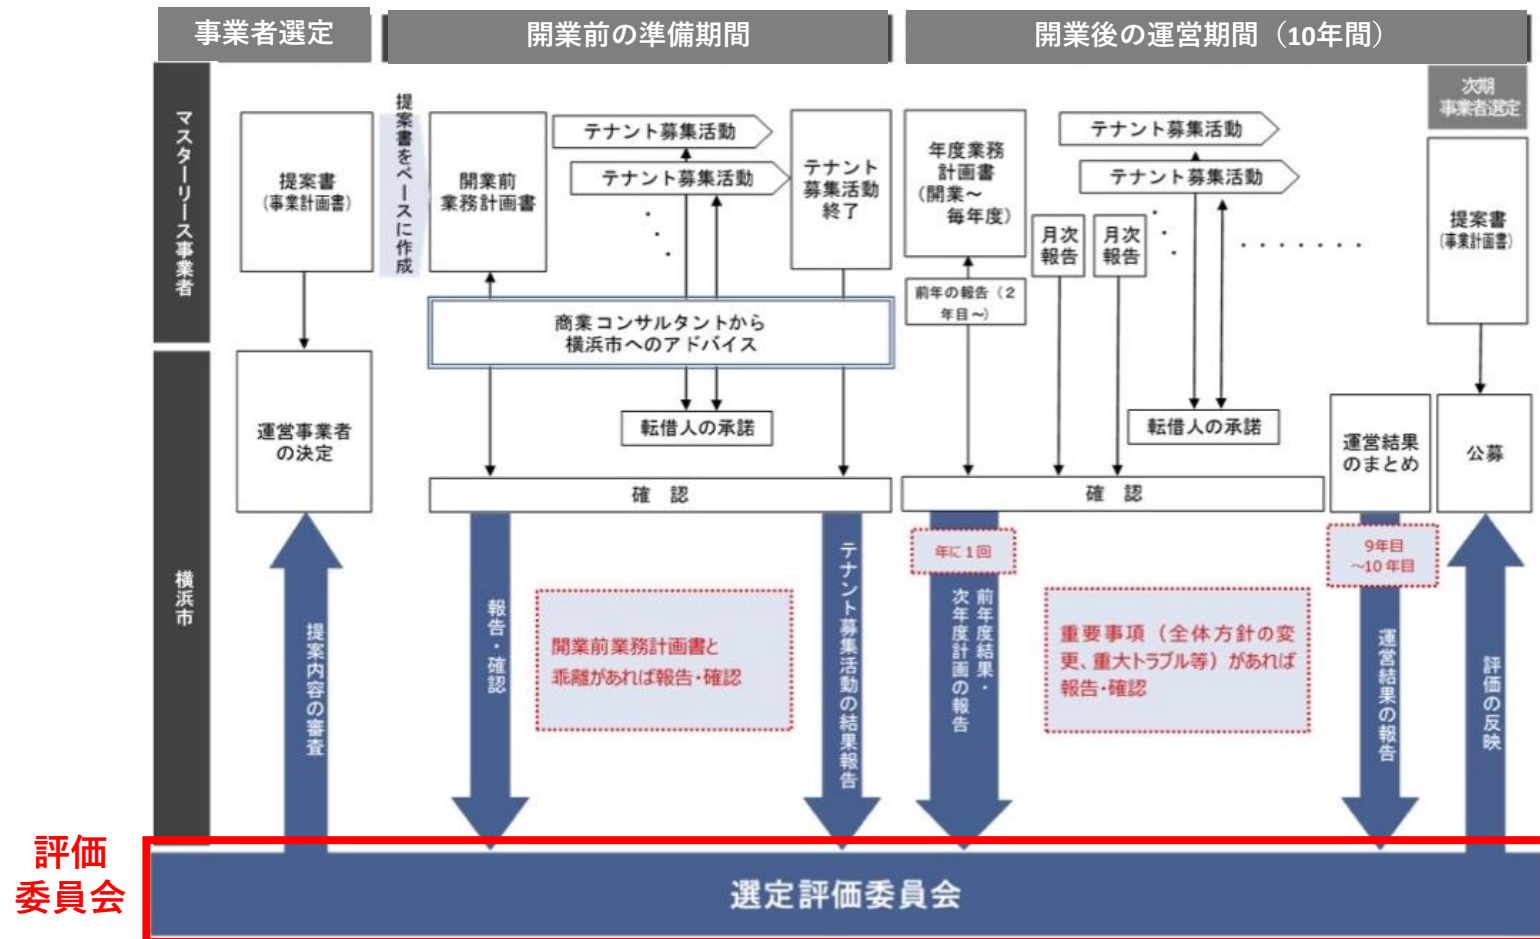 事業者選定
開業前の準備期間
開業後の運営期間（10年間）
次期
事業者選定
マスターリース事業者
提案書
（事業計画書）
提案書をベースに作成
開業前
業務計画書
テナント募集活動
テナント募集活動
テナント
募集活動
終了
年度業務
計画書
（開業～
毎年度）
前年の報告（２
年目～）
月次
報告
月次
報告
テナント募集活動
テナント募集活動
提案書
（事業計画書）
商業コンサルタントから
横浜市へのアドバイス
横浜市
運営事業者
の決定
転借人の承諾
確　認
転借人の承諾
確　認
運営結果
のまとめ
公募
提案内容の審査
報告・確認
開業前業務計画書と
乖離があれば報告・確認
テナント募集活動の結果報告
年に１回
前年度結果・
次年度計画の報告
重要事項（全体方針の変
更、重大トラブル等）があれば
報告・確認
9年目
～10 年目
運営結果の報告
評価の反映
評価
委員会
選定評価委員会